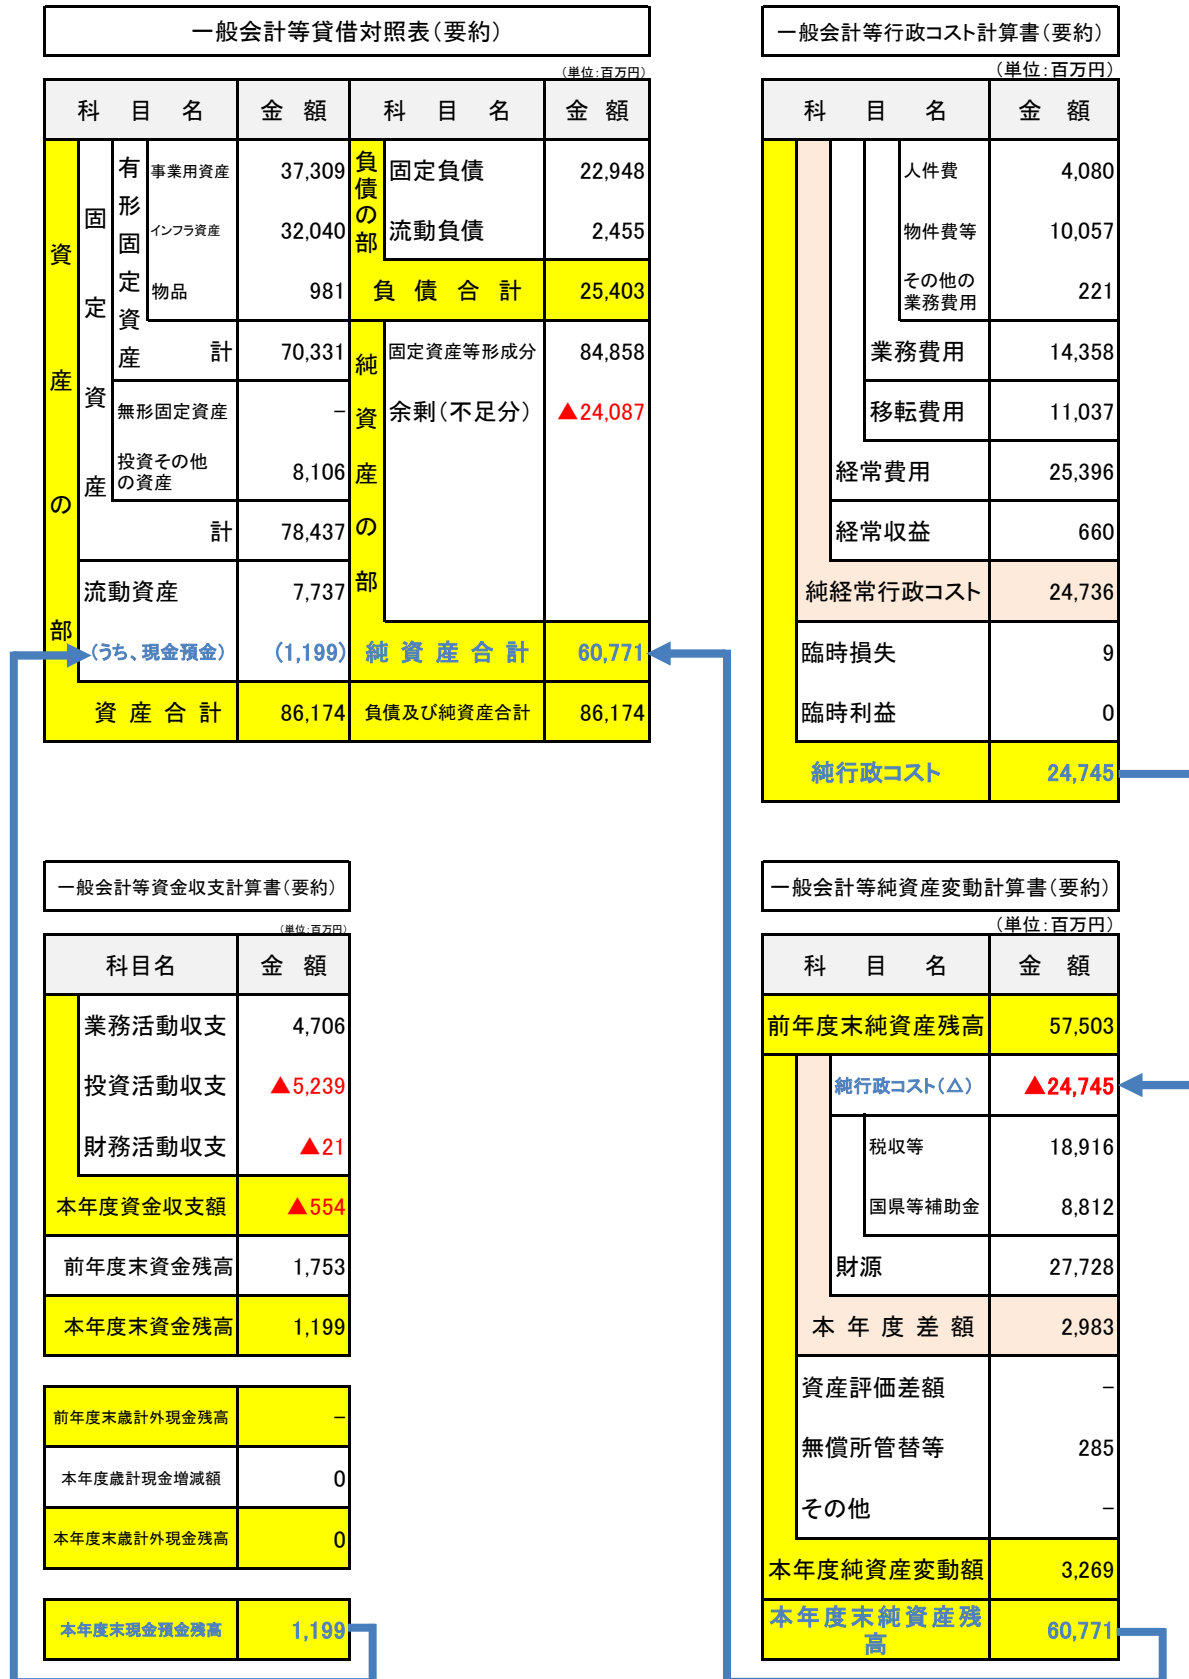 一般会計等貸借対照表(要約)
(単位:百万円)
科 目 名 金 額 科 目 名 金 額
資産の部
固定資産
有形固定資産
事業用資産 37,309
インフラ資産 32,040
物品 981
計 70,331
無形固定資産 −
投資その他
の資産 8,106
計 78,437
流動資産 7,737
(うち、現金預金) (1,199)
資 産 合 計 86,174
負債の部
固定負債 22,948
流動負債 2,455
負 債 合 計 25,403
純資産の部
固定資産等形成分 84,858
余剰(不足分) ▲24,087
純 資 産 合 計 60,771
負債及び純資産合計 86,174
一般会計等行政コスト計算書(要約)
(単位:百万円)
科 目 名 金 額
人件費 4,080
物件費等 10,057
その他の
業務費用 221
業務費用 14,358
移転費用 11,037
経常費用 25,396
経常収益 660
純経常行政コスト 24,736
臨時損失 9
臨時利益 0
純行政コスト 24,745
一般会計等資金収支計算書(要約)
(単位:百万円)
科目名 金 額
業務活動収支 4,706
投資活動収支 ▲5,239
財務活動収支 ▲21
本年度資金収支額 ▲554
前年度末資金残高 1,753
本年度末資金残高 1,199
前年度末歳計外現金残高 −
本年度歳計現金増減額 0
本年度末歳計外現金残高 0
本年度末現金預金残高 1,199
一般会計等純資産変動計算書(要約)
(単位:百万円)
科 目 名 金 額
前年度末純資産残高 57,503
純行政コスト(△) ▲24,745
税収等 18,916
国県等補助金 8,812
財源 27,728
本 年 度 差 額 2,983
資産評価差額 −
無償所管替等 285
その他 −
本年度純資産変動額 3,269
本年度末純資産残
高 60,771